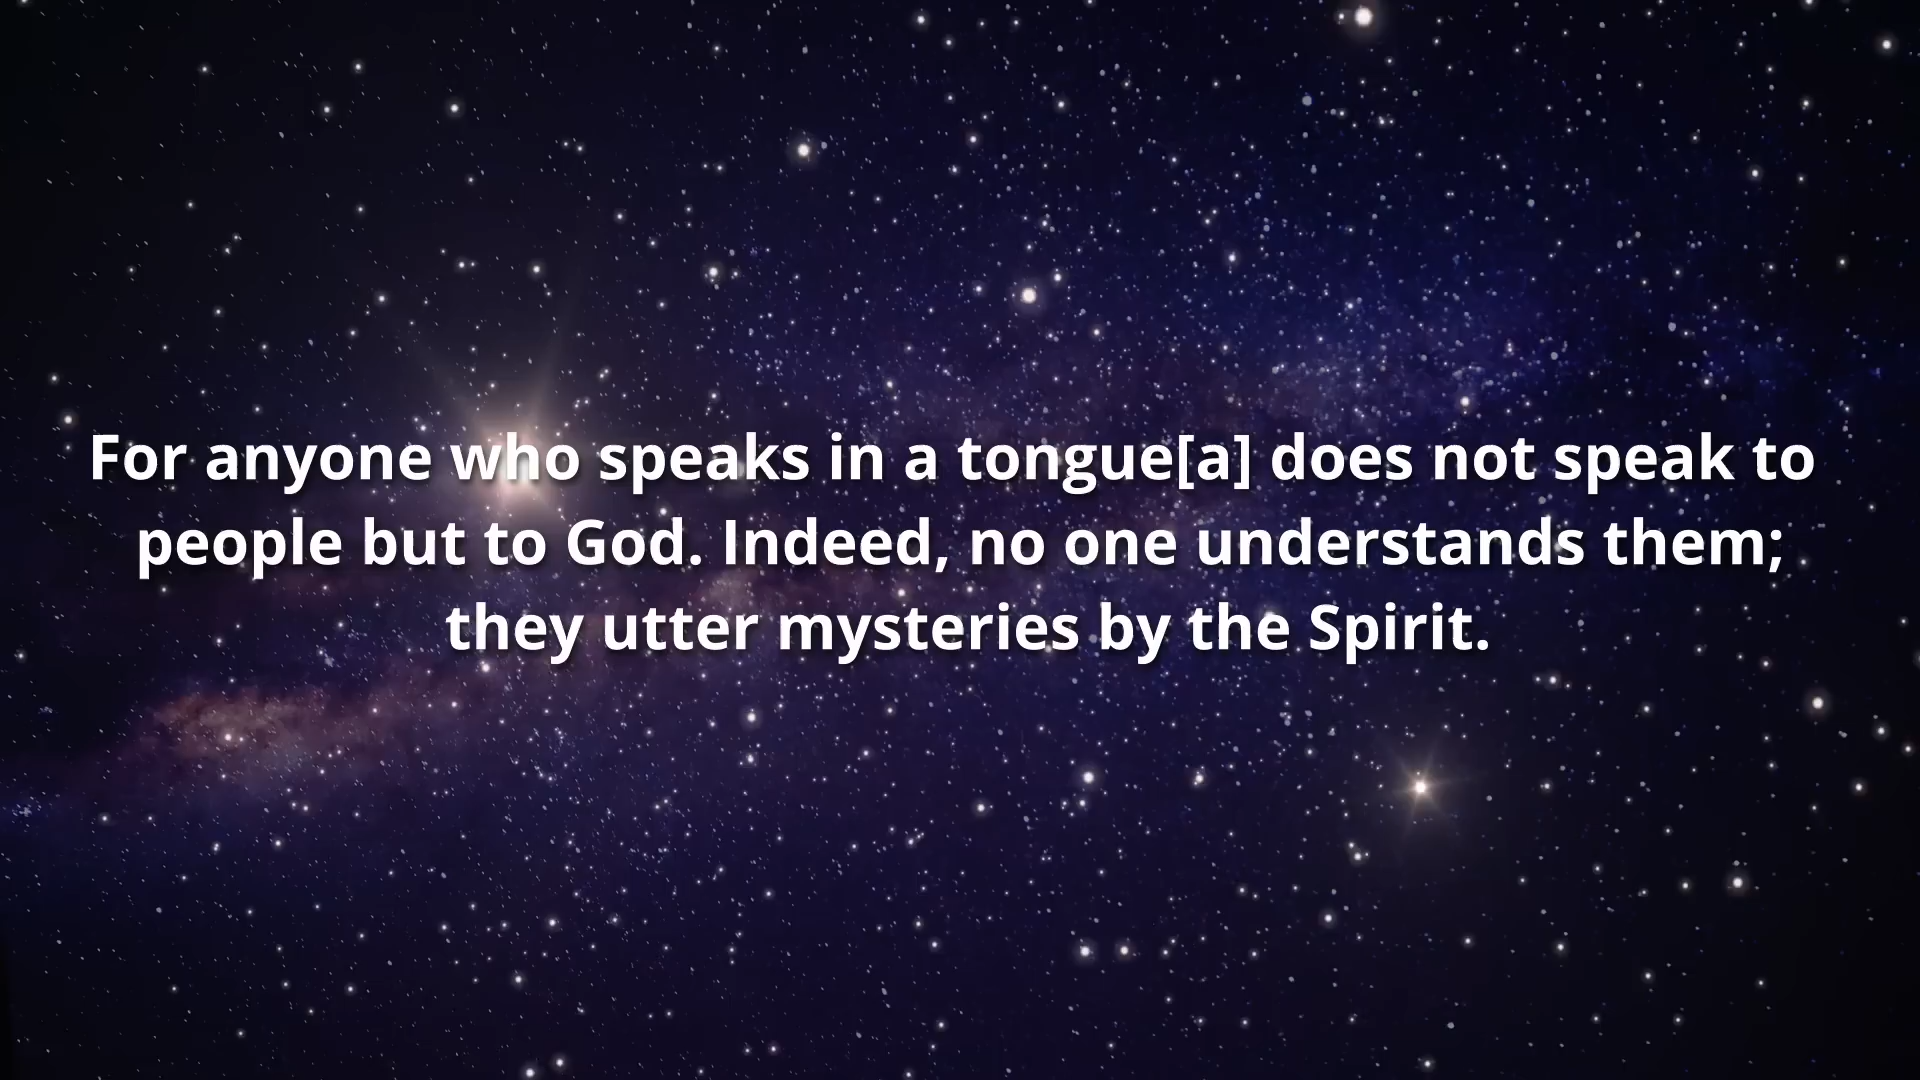 For anyone who speaks in a tongue[a] does not speak to
people but to God. Indeed, no one understands them;
they utter mysteries by the Spirit.